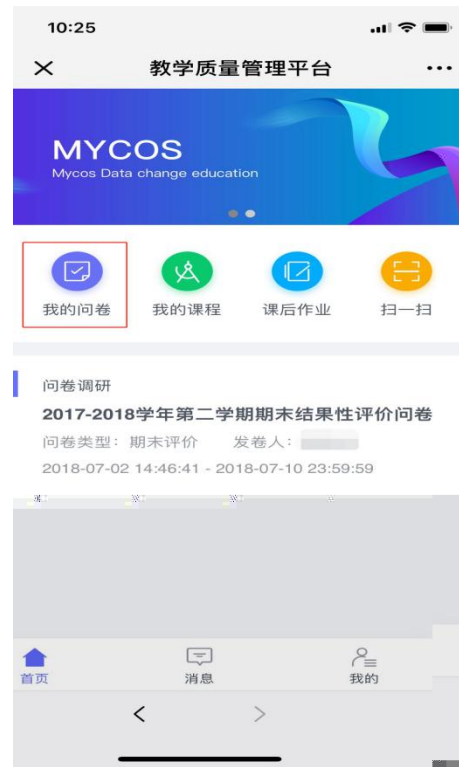 10:25
教学质量管理平台
MYCOS
Mycos Data change education
我的问卷 我的课程 课后作业 扫一扫
问卷调研
2017-2018学年第二学期期末结果性评价问卷
问卷类型：期末评价 发卷人：
2018-07-02 14:46:41 - 2018-07-10 23:59:59
首页 消息 我的